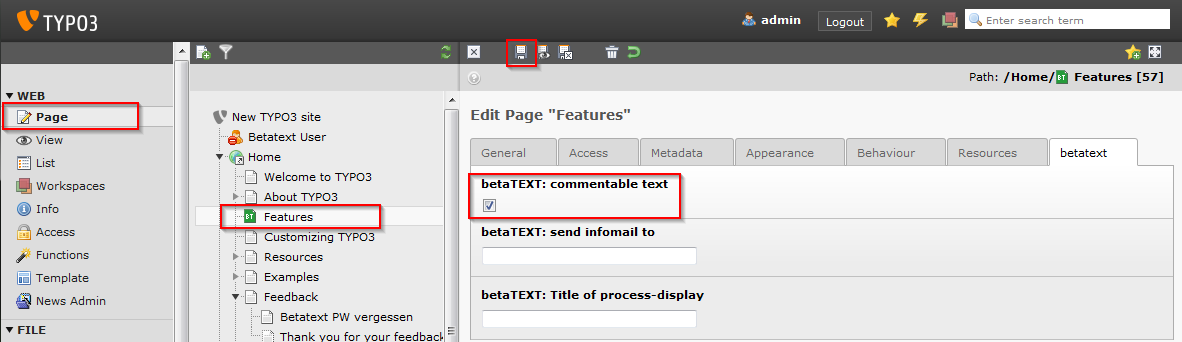 TYPO3
admin
Logout
Enter search term
Path: /Home/ BT Features [57]
WEB
Page
View
List
Workspaces
Info
Access
Functions
Template
News Admin
FILE
New TYPO3 site
Betatext User
Home
Welcome to TYPO3
About TYPO3
BT Features
Customizing TYPO3
Resources
Examples
Feedback
Betatext PW vergessen
Thank you for your feedback
Edit Page "Features"
General
Access
Metadata
Appearance
Behaviour
Resources
betatext
betaTEXT: commentable text
betaTEXT: send infomail to
betaTEXT: Title of process-display